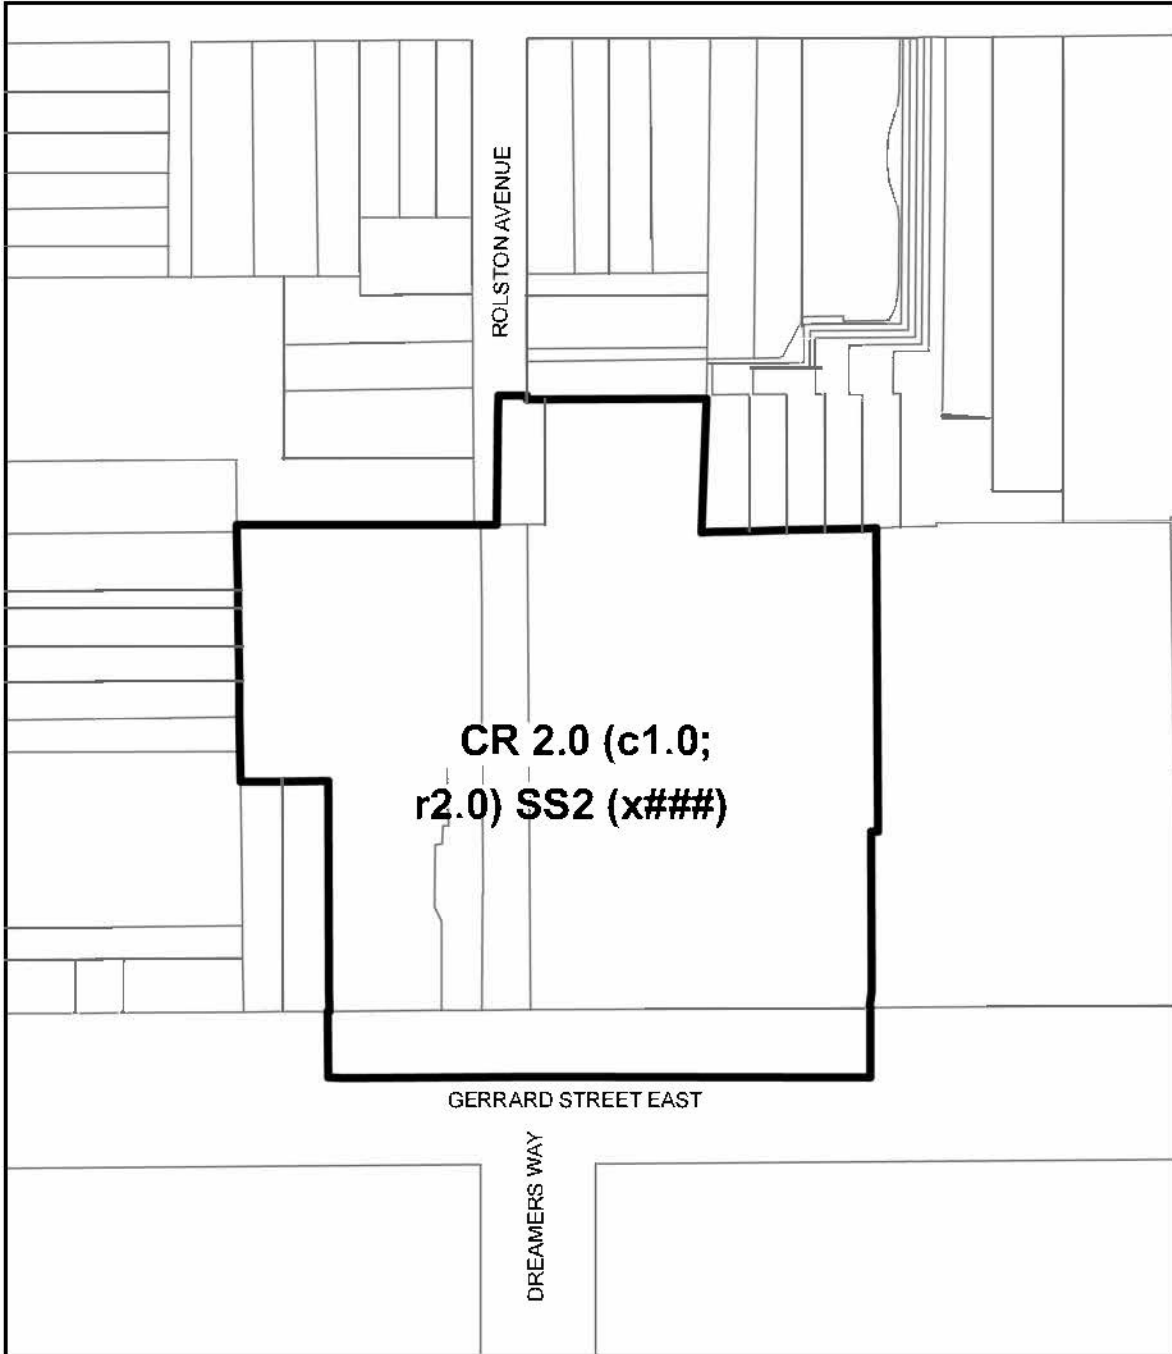 ROLSTON AVENUE
CR 2.0 (c1.0;
r2.0) SS2 (x###)
GERRARD STREET EAST
DREAMERS WAY